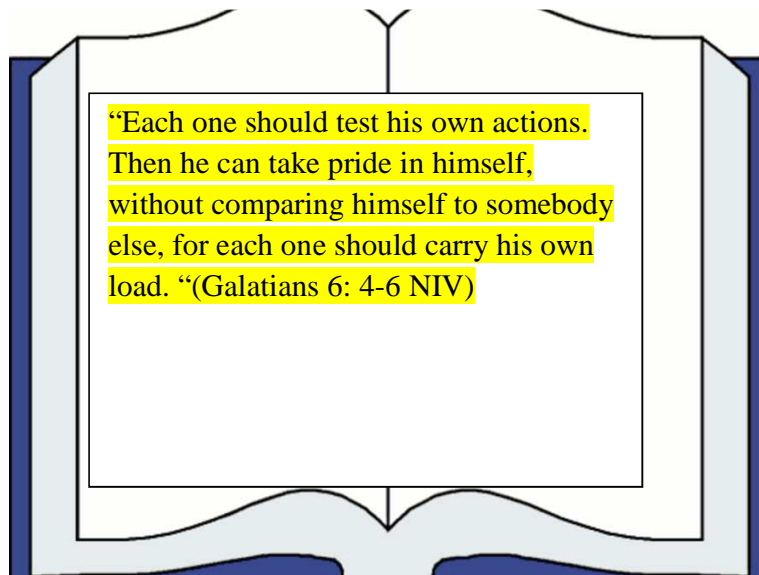 “Each one should test his own actions.
Then he can take pride in himself,
without comparing himself to somebody
else, for each one should carry his own
load. “(Galatians 6: 4-6 NIV)